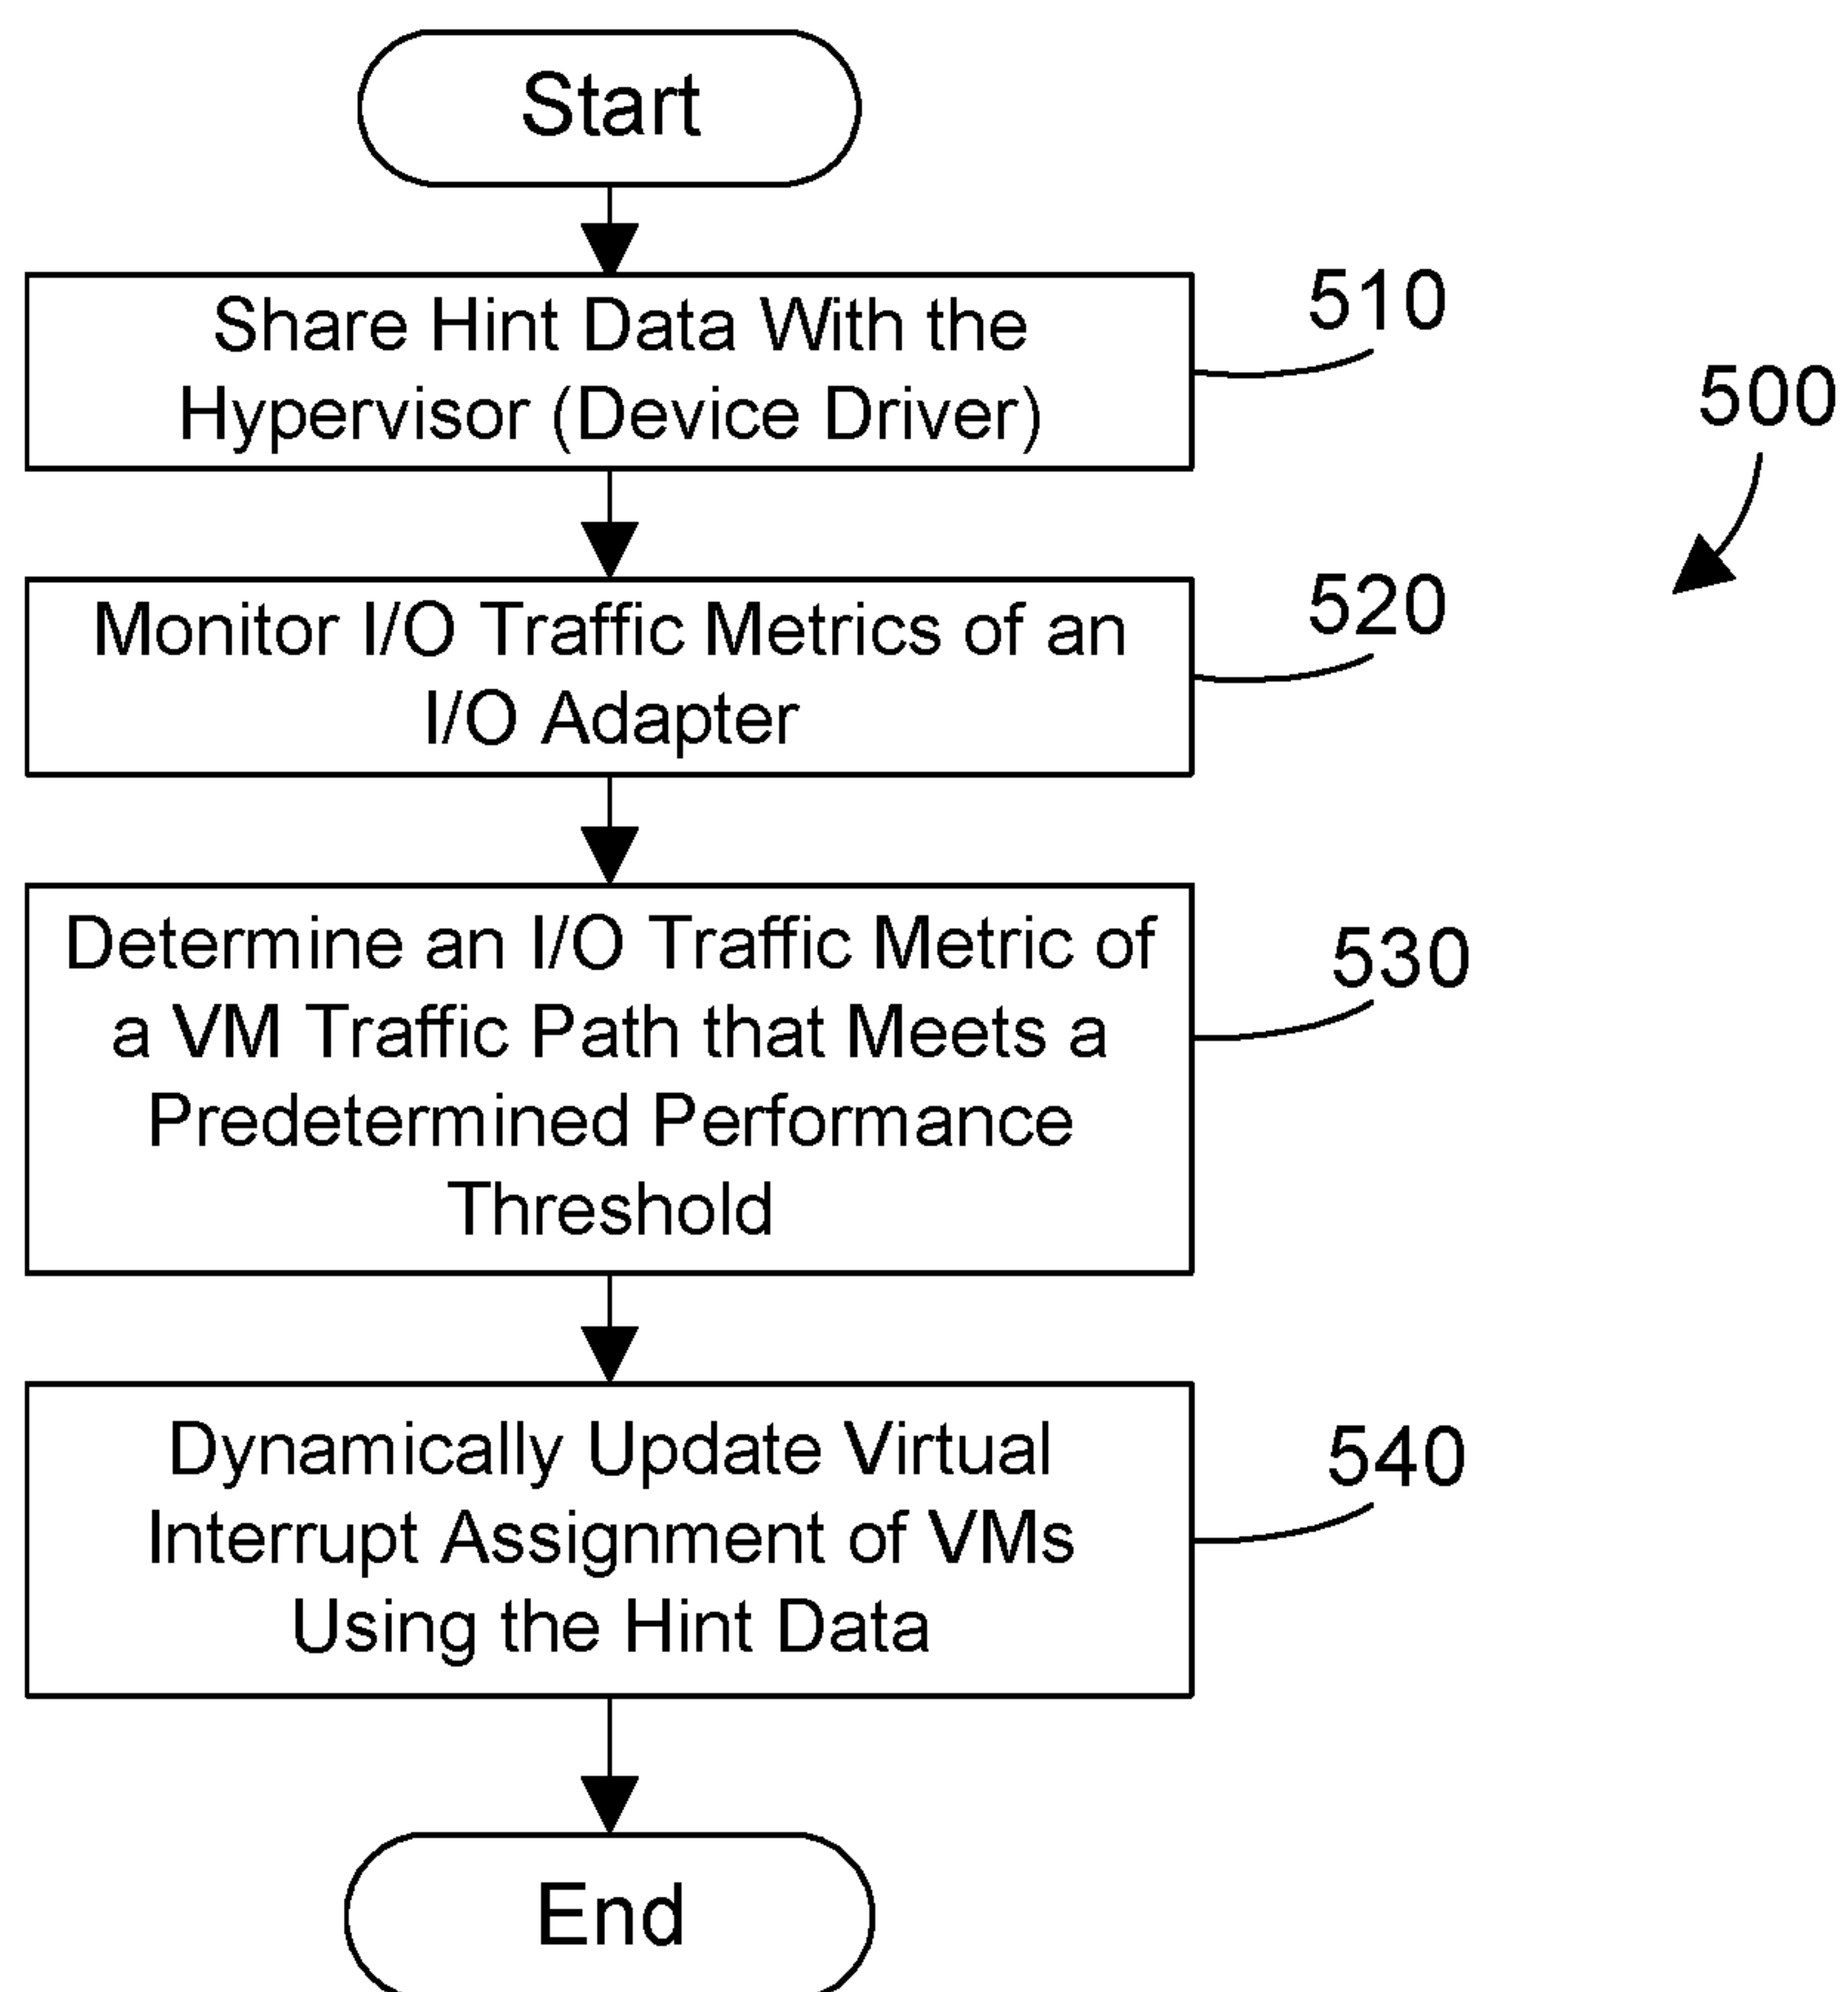 Start
Share Hint Data With the
Hypervisor (Device Driver)
510
500
Monitor I/O Traffic Metrics of an
I/O Adapter
520
Determine an I/O Traffic Metric of
a VM Traffic Path that Meets a
Predetermined Performance
Threshold
530
Dynamically Update Virtual
Interrupt Assignment of VMs
Using the Hint Data
540
End